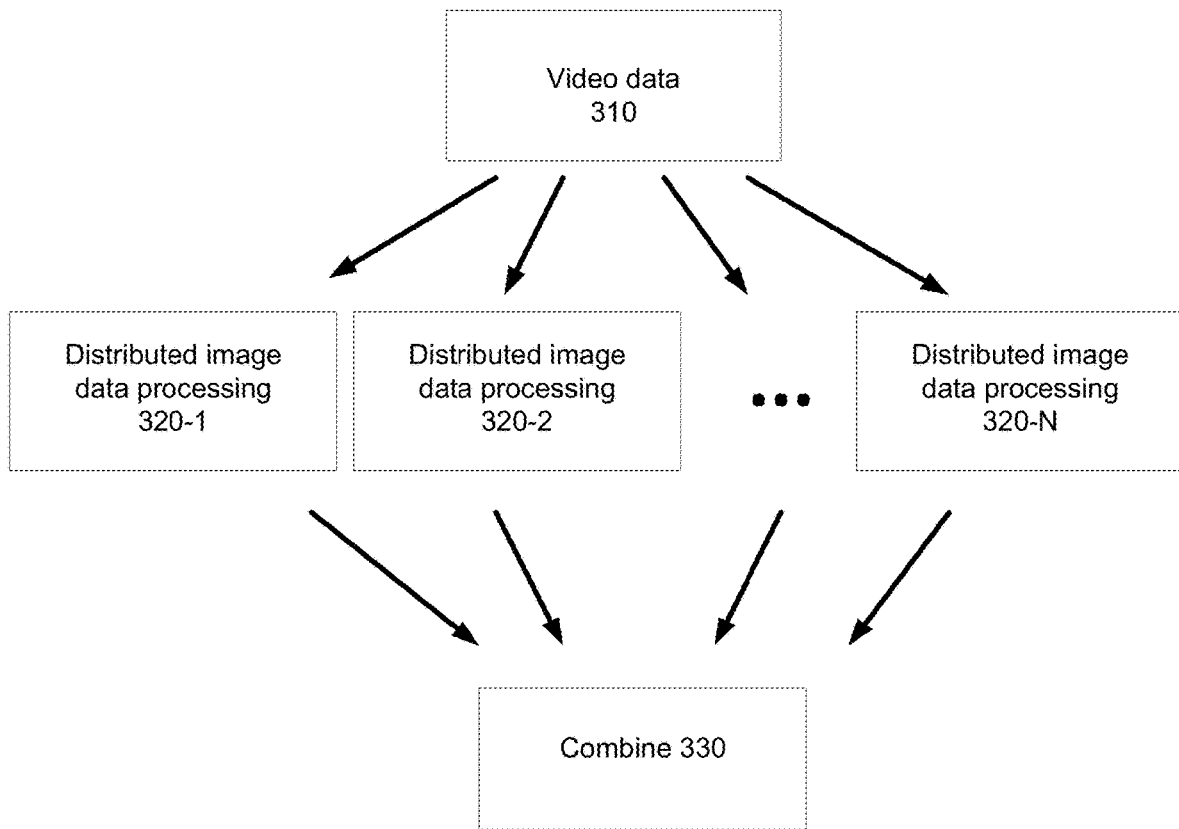 Video data
310
Distributed image
data processing
320-1
Distributed image
data processing
320-2
Distributed image
data processing
320-N
Combine 330